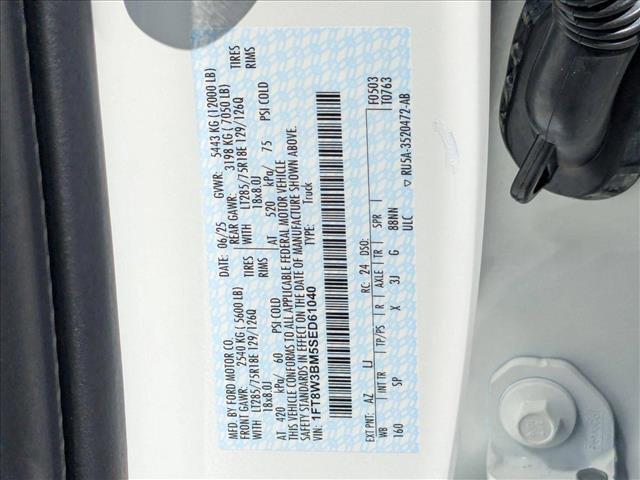 MFD. BY FORD MOTOR CO.
DATE: 06/25 GVWR: 5443 KG (12000 LB)
FRONT GAWR: 2540 KG (5600 LB) REAR GAWR: 3198 KG (7050 LB)
WITH LT285/75R18E 129/126Q TIRES WITH LT285/75R18E 129/126Q TIRES
18x8.0J RIMS 18x8.0J RIMS
AT 420 kPa/ 60 PSI COLD AT 520 kPa/ 75 PSI COLD
THIS VEHICLE CONFORMS TO ALL APPLICABLE FEDERAL MOTOR VEHICLE
SAFETY STANDARDS IN EFFECT ON THE DATE OF MANUFACTURE SHOWN ABOVE.
VIN: 1FT8W3BM5SED61040 TYPE: Truck
F0503
T0763
EXT PNT: AZ RC: 24 DSO:
WB INTTR TP/PS R AXLE TR SPR
160 SP X 3J G 88NN
ULC
▽ RU5A-3520472-AB